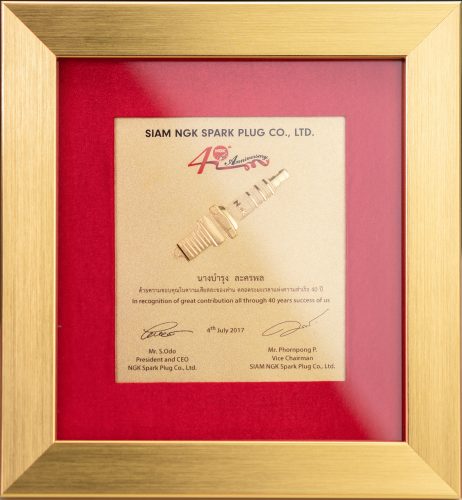 SIAM NGK SPARK PLUG CO., LTD.
40th Anniversary
NGK
นางบำรุง ละครพล
ด้วยความขอบคุณในความเสียสละของท่าน ตลอดระยะเวลาแห่งความสำเร็จ 40 ปี
In recognition of great contribution all through 40 years success of us
4th July 2017
Mr. S.Odo
President and CEO
NGK Spark Plug Co., Ltd.
Mr. Phornpong P.
Vice Chairman
SIAM NGK Spark Plug Co., Ltd.